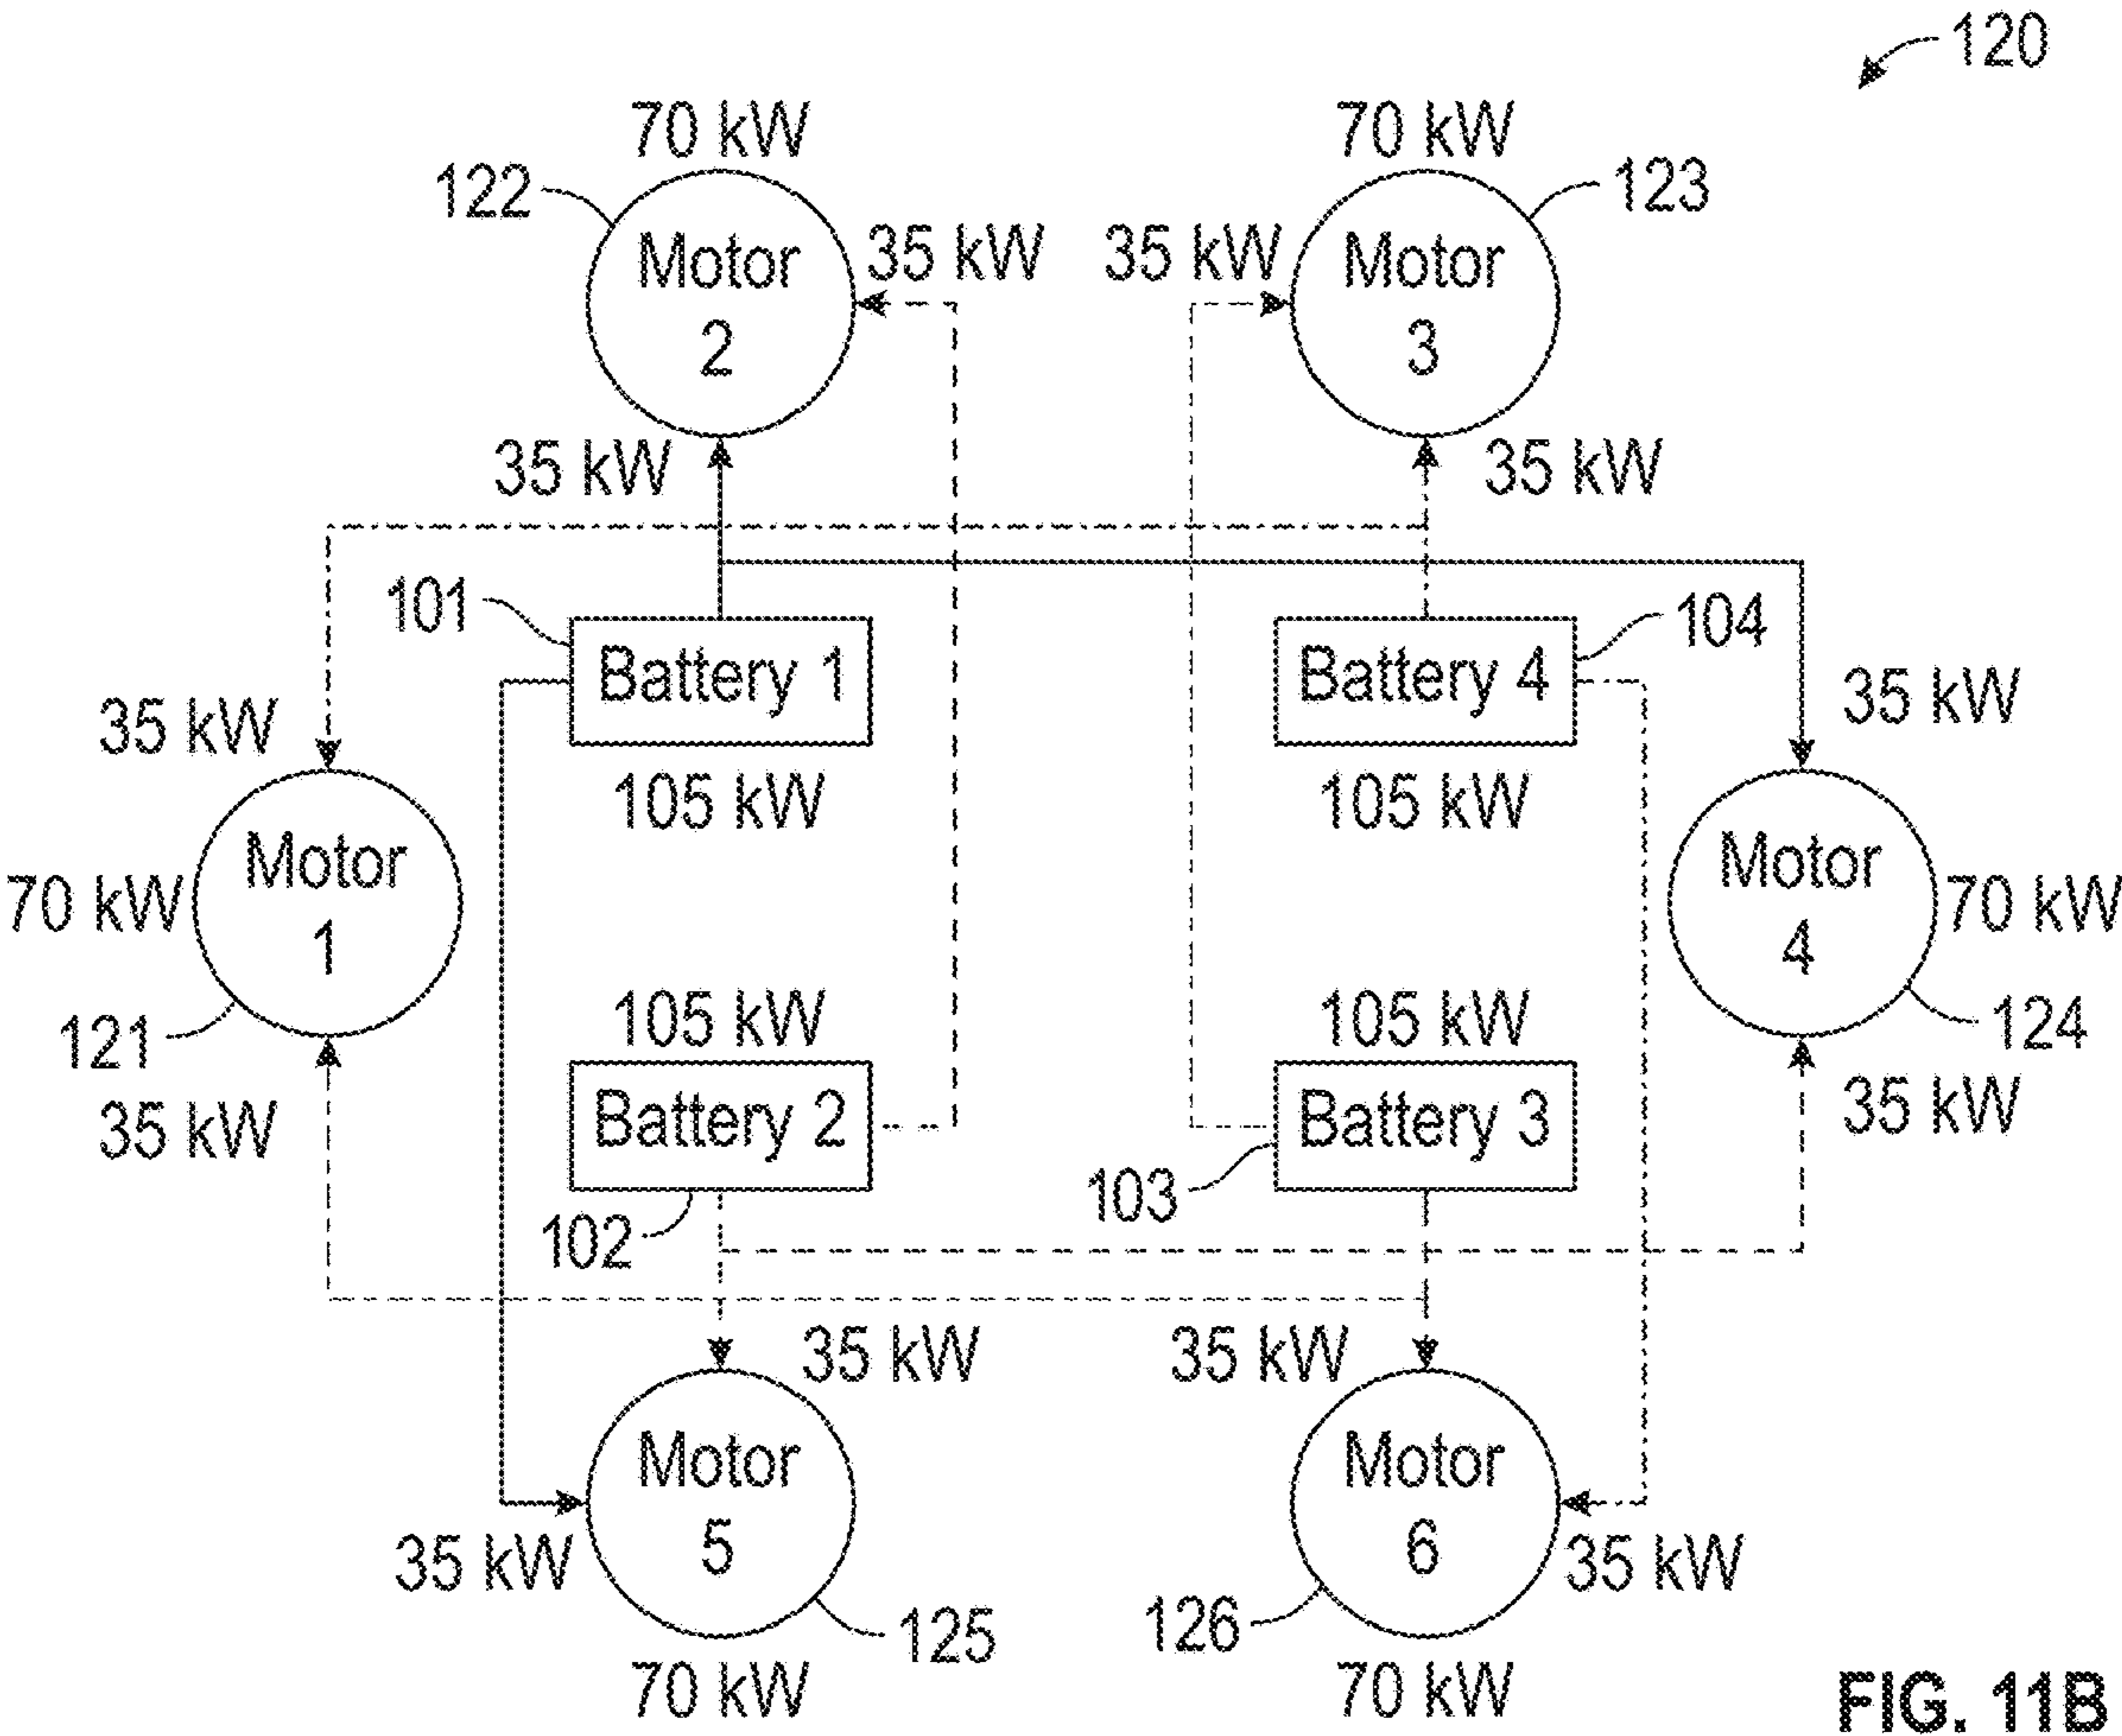 120
70 kW
70 kW
122
123
Motor
2
35 kW
35 kW
Motor
3
35 kW
35 kW
101
Battery 1
105 kW
104
Battery 4
105 kW
35 kW
35 kW
70 kW
Motor
1
121
35 kW
Motor
4
70 kW
124
35 kW
105 kW
Battery 2
102
105 kW
Battery 3
103
35 kW
35 kW
Motor
5
35 kW
125
70 kW
Motor
6
35 kW
126
70 kW
FIG. 11B